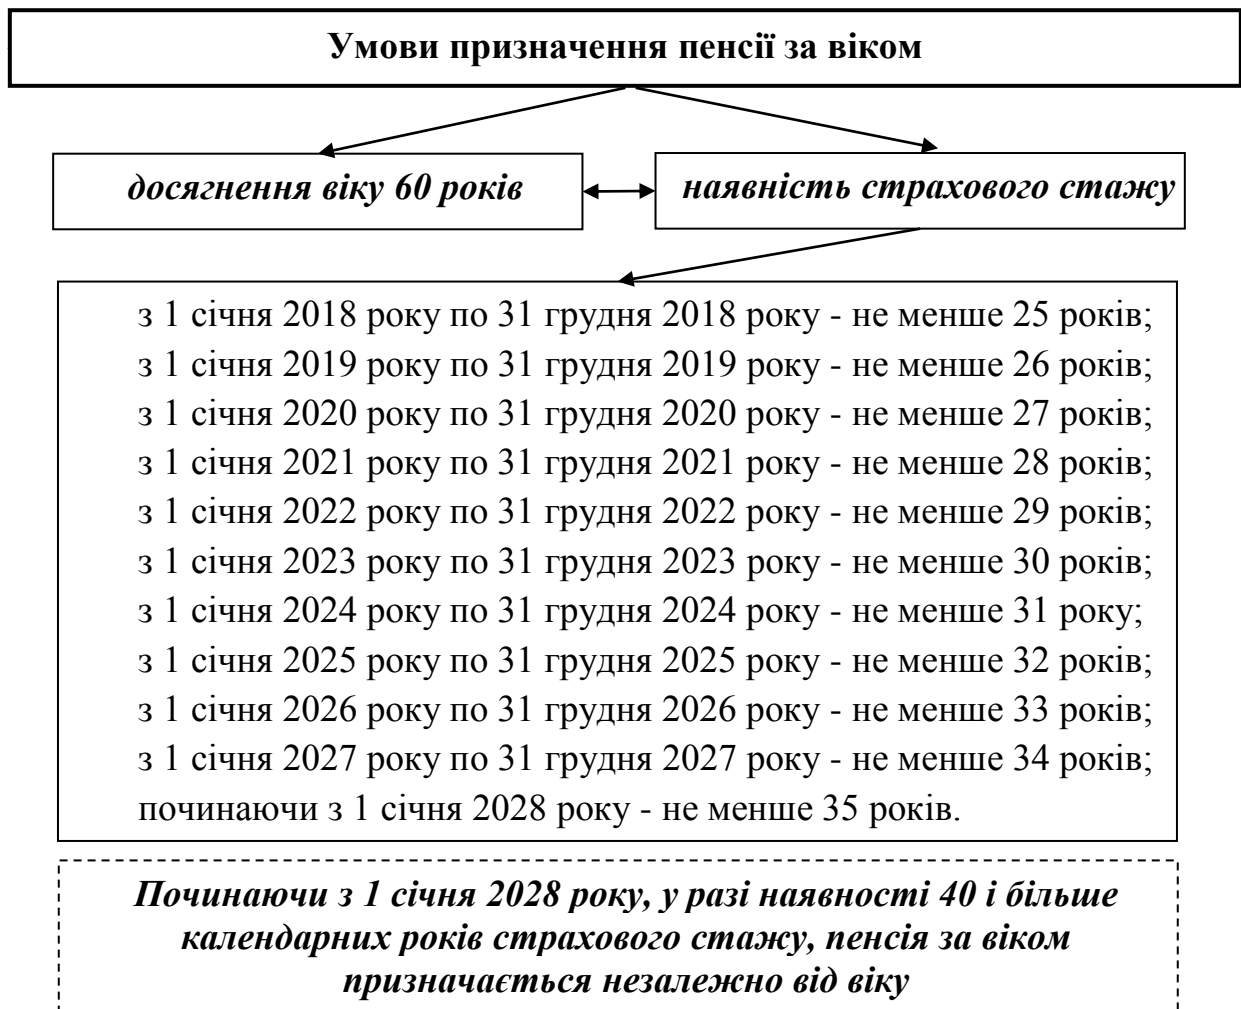 Умови призначення пенсії за віком
досягнення віку 60 років
наявність страхового стажу
з 1 січня 2018 року по 31 грудня 2018 року - не менше 25 років;
з 1 січня 2019 року по 31 грудня 2019 року - не менше 26 років;
з 1 січня 2020 року по 31 грудня 2020 року - не менше 27 років;
з 1 січня 2021 року по 31 грудня 2021 року - не менше 28 років;
з 1 січня 2022 року по 31 грудня 2022 року - не менше 29 років;
з 1 січня 2023 року по 31 грудня 2023 року - не менше 30 років;
з 1 січня 2024 року по 31 грудня 2024 року - не менше 31 року;
з 1 січня 2025 року по 31 грудня 2025 року - не менше 32 років;
з 1 січня 2026 року по 31 грудня 2026 року - не менше 33 років;
з 1 січня 2027 року по 31 грудня 2027 року - не менше 34 років;
починаючи з 1 січня 2028 року - не менше 35 років.
Починаючи з 1 січня 2028 року, у разі наявності 40 і більше
календарних років страхового стажу, пенсія за віком
призначається незалежно від віку